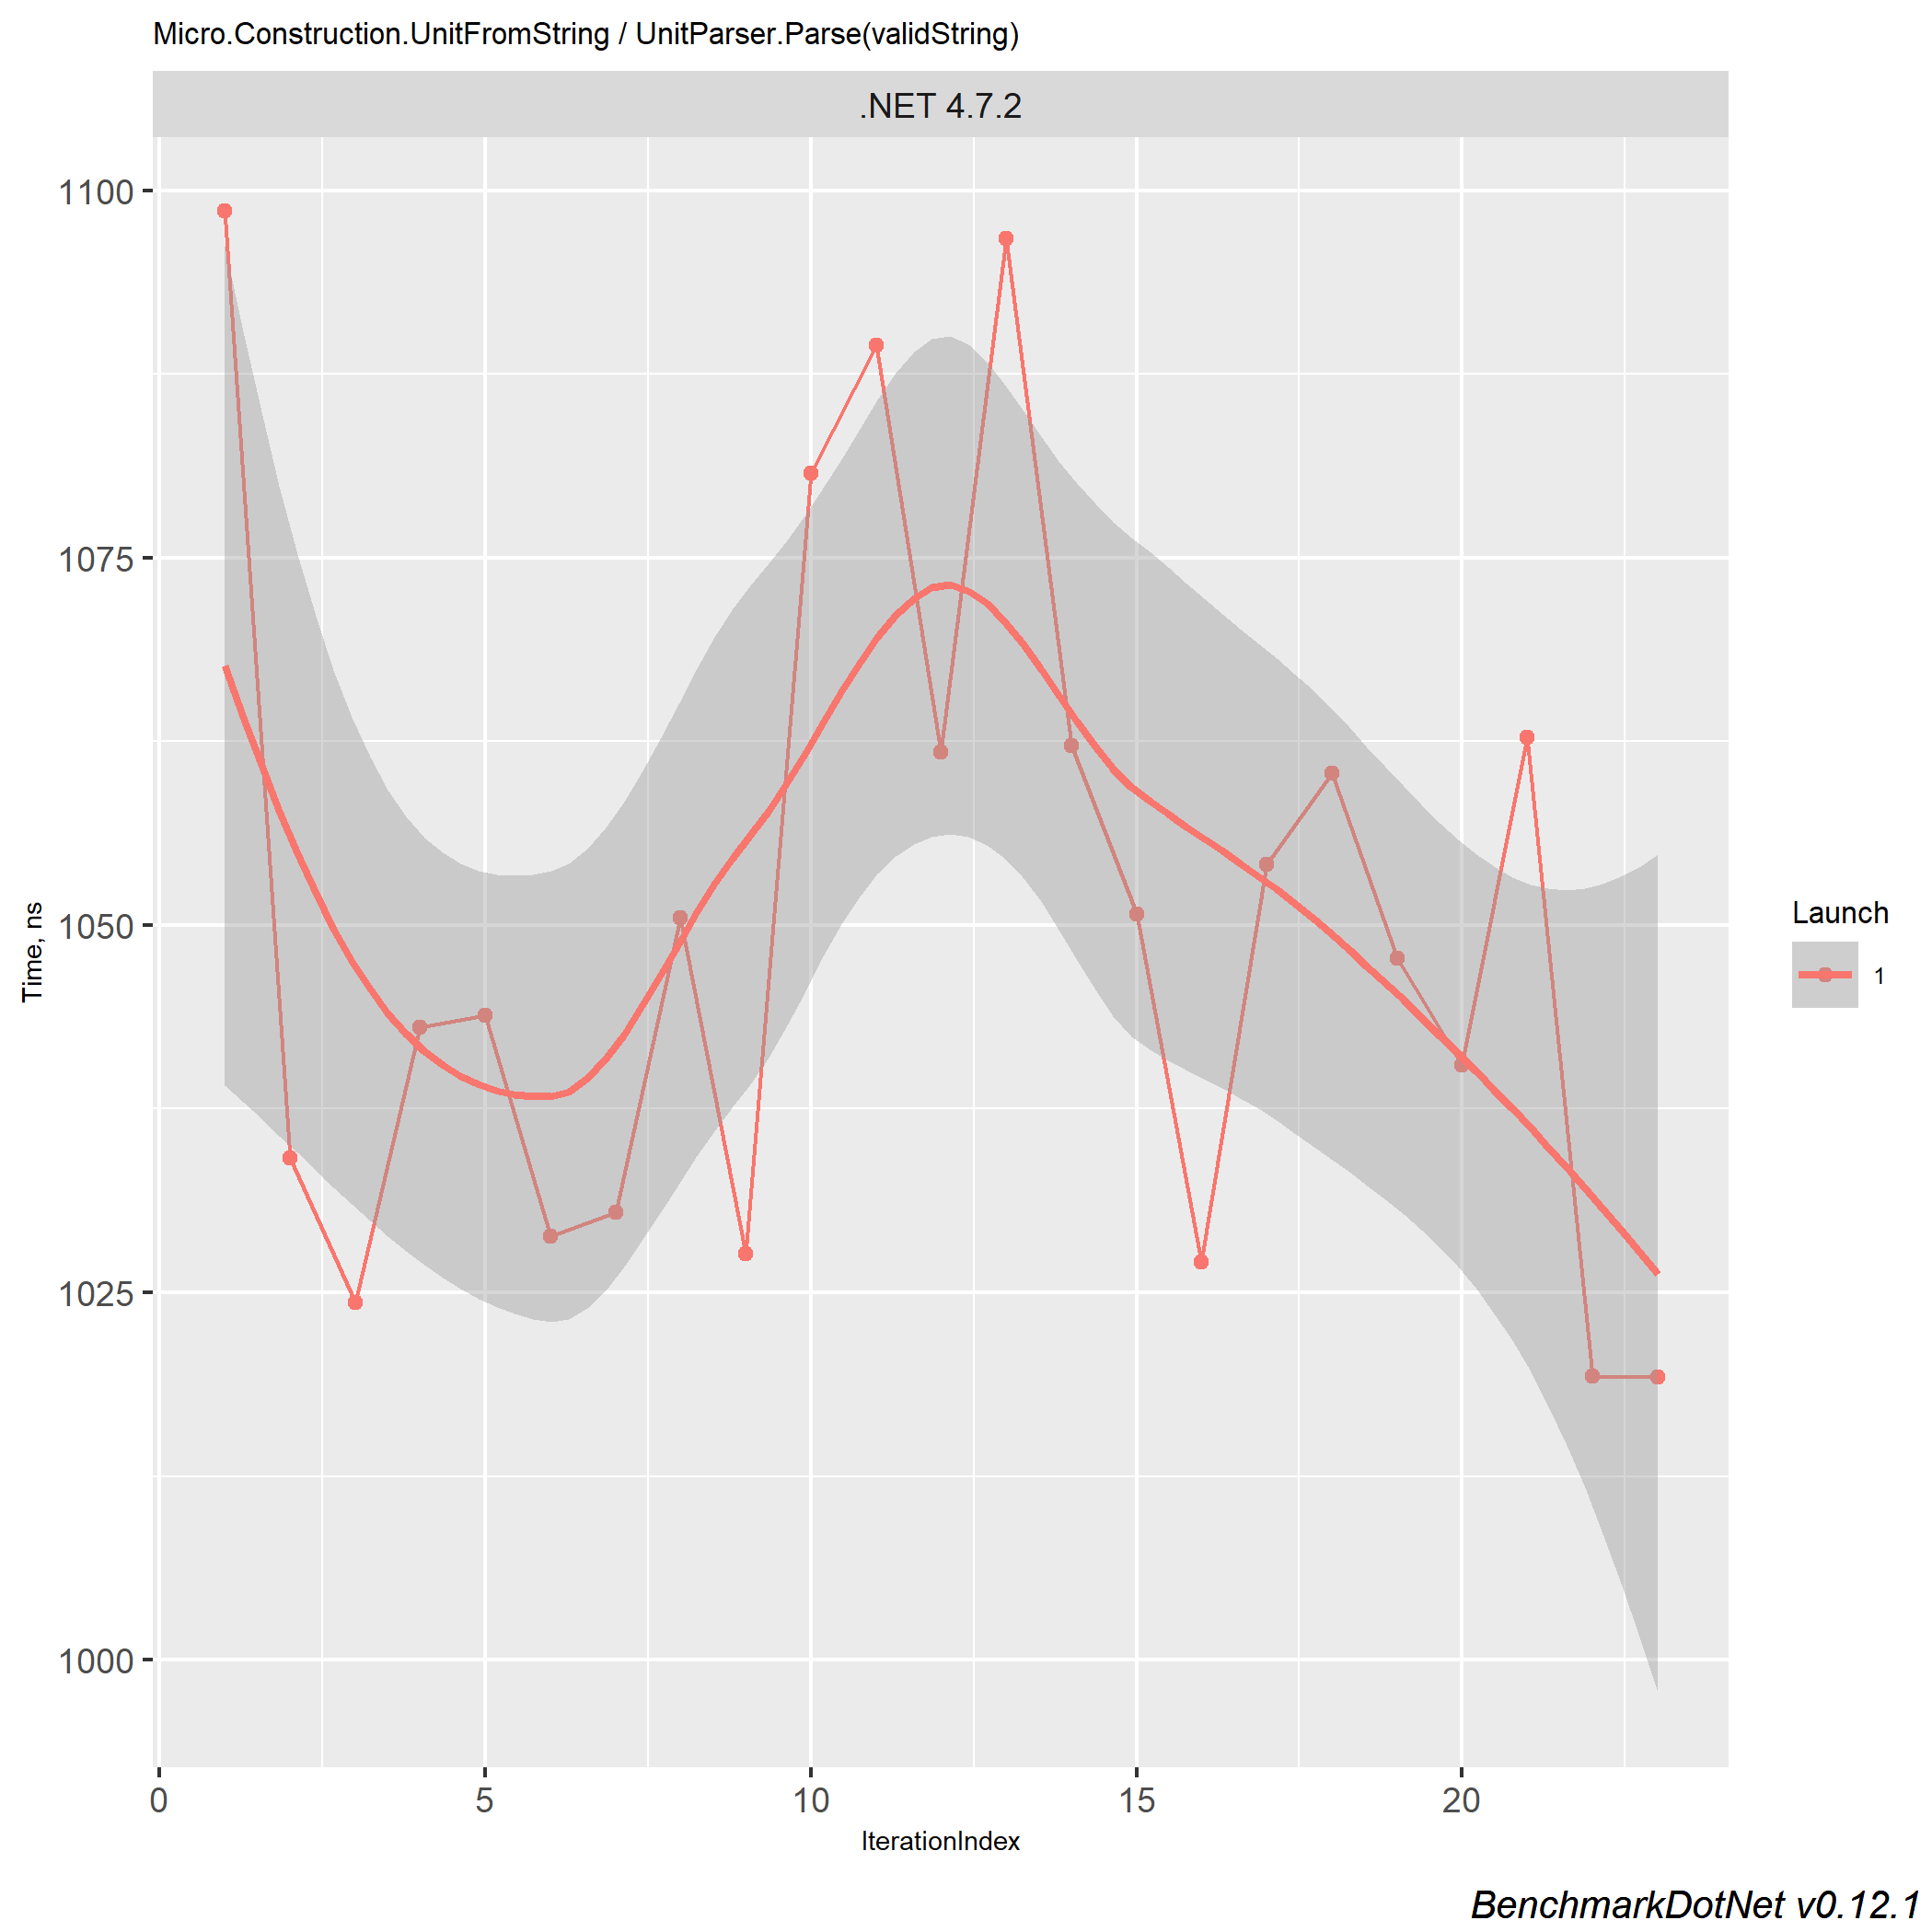 Micro.Construction.UnitFromString / UnitParser.Parse(validString)
.NET 4.7.2
1100
1075
1050
1025
1000
Time, ns
0 5 10 15 20
IterationIndex
Launch
1
BenchmarkDotNet v0.12.1